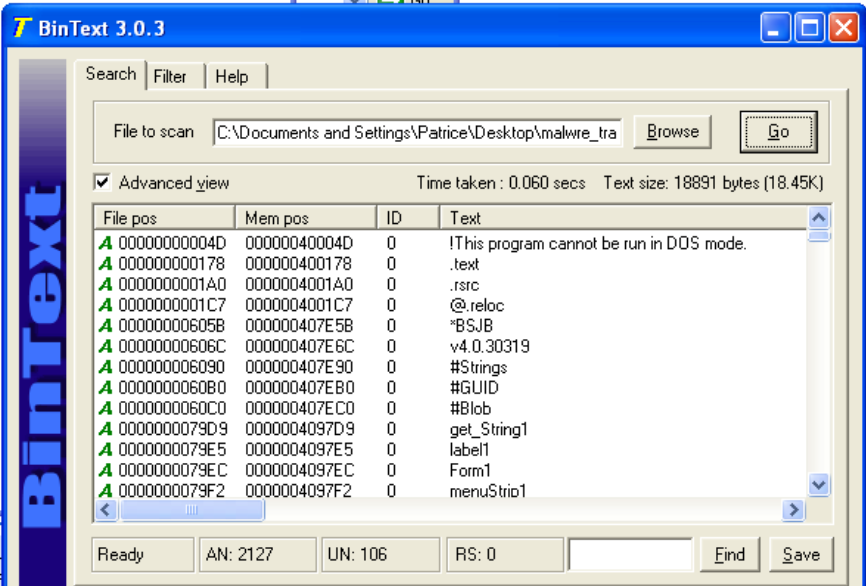 BinText 3.0.3
Search Filter Help
File to scan C:\Documents and Settings\Patrice\Desktop\malwre_tra Browse Go
Advanced view Time taken : 0.060 secs Text size: 18891 bytes (18.45K)
File pos Mem pos ID Text
A 00000000004D 00000040004D 0 !This program cannot be run in DOS mode.
A 000000000178 000000400178 0 .text
A 0000000001A0 0000004001A0 0 .rsrc
A 0000000001C7 0000004001C7 0 @.reloc
A 00000000605B 000000407E5B 0 *BSJB
A 00000000606C 000000407E6C 0 v4.0.30319
A 000000006090 000000407E90 0 #Strings
A 0000000060B0 000000407EB0 0 #GUID
A 0000000060C0 000000407EC0 0 #Blob
A 0000000079D9 0000004097D9 0 get_String1
A 0000000079E5 0000004097E5 0 label1
A 0000000079EC 0000004097EC 0 Form1
A 0000000079F2 0000004097F2 0 menuStrip1
Ready AN: 2127 UN: 106 RS: 0 Find Save
BinText